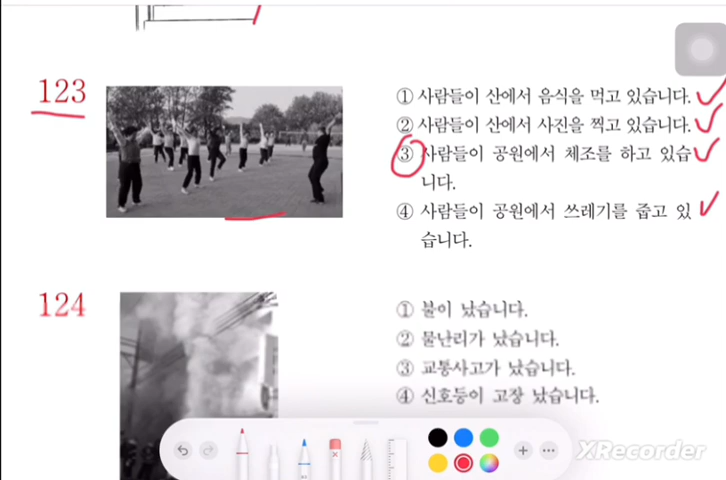 123
① 사람들이 산에서 음식을 먹고 있습니다.
② 사람들이 산에서 사진을 찍고 있습니다.
③ 사람들이 공원에서 체조를 하고 있습
니다.
④ 사람들이 공원에서 쓰레기를 줍고 있
습니다.
124
① 불이 났습니다.
② 물난리가 났습니다.
③ 교통사고가 났습니다.
④ 신호등이 고장 났습니다.
XRecorder